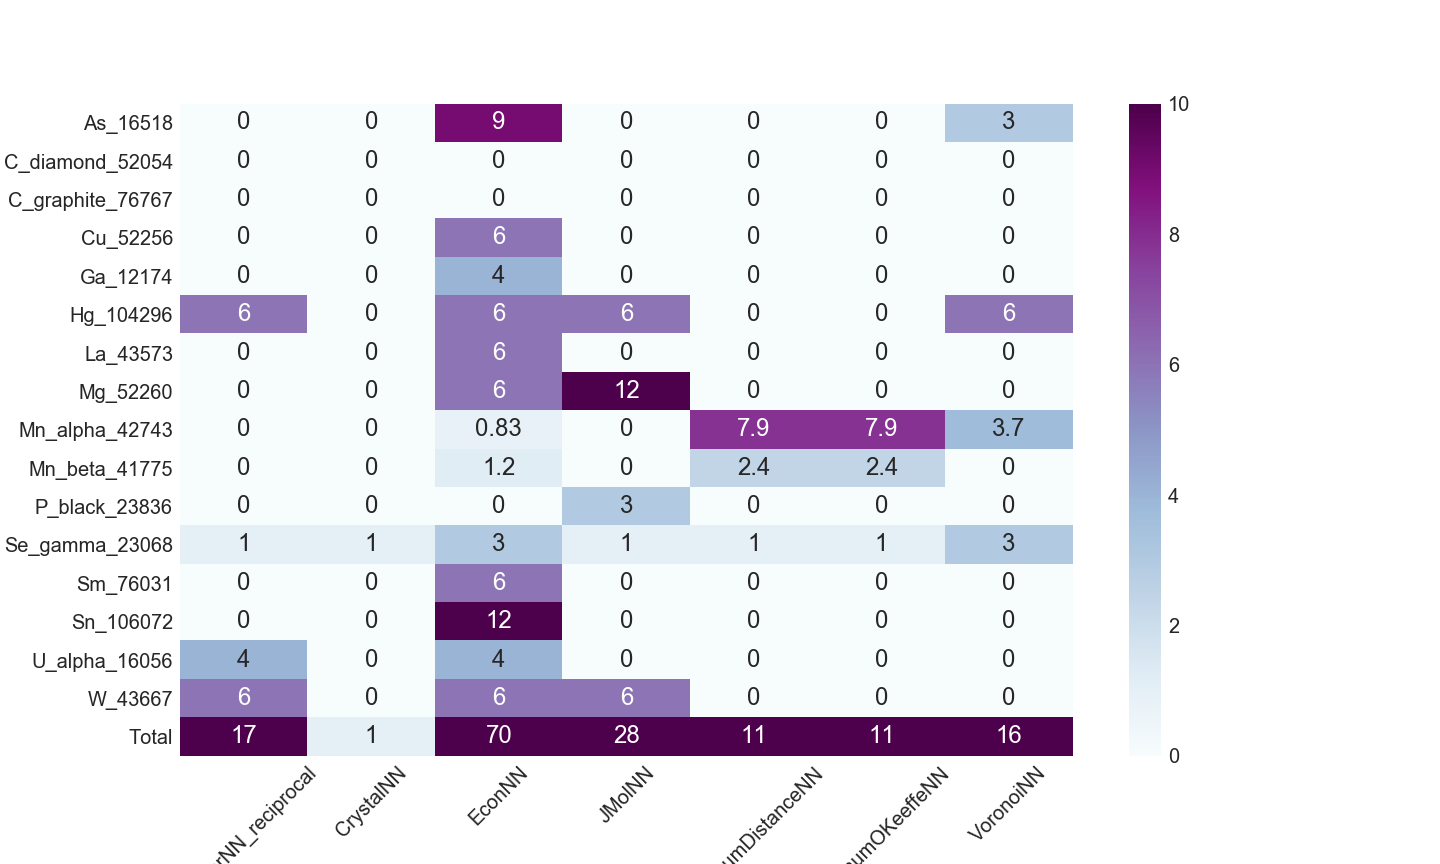 As_16518 0 0 9 0 0 0 3
C_diamond_52054 0 0 0 0 0 0 0
C_graphite_76767 0 0 0 0 0 0 0
Cu_52256 0 0 6 0 0 0 0
Ga_12174 0 0 4 0 0 0 0
Hg_104296 6 0 6 6 0 0 6
La_43573 0 0 6 0 0 0 0
Mg_52260 0 0 6 12 0 0 0
Mn_alpha_42743 0 0 0.83 0 7.9 7.9 3.7
Mn_beta_41775 0 0 1.2 0 2.4 2.4 0
P_black_23836 0 0 0 3 0 0 0
Se_gamma_23068 1 1 3 1 1 1 3
Sm_76031 0 0 6 0 0 0 0
Sn_106072 0 0 12 0 0 0 0
U_alpha_16056 4 0 4 0 0 0 0
W_43667 6 0 6 6 0 0 0
Total 17 1 70 28 11 11 16
rNN_reciprocal CrystalNN EconNN JMolNN umDistanceNN umOKeeffeNN VoronoiNN
10
8
6
4
2
0